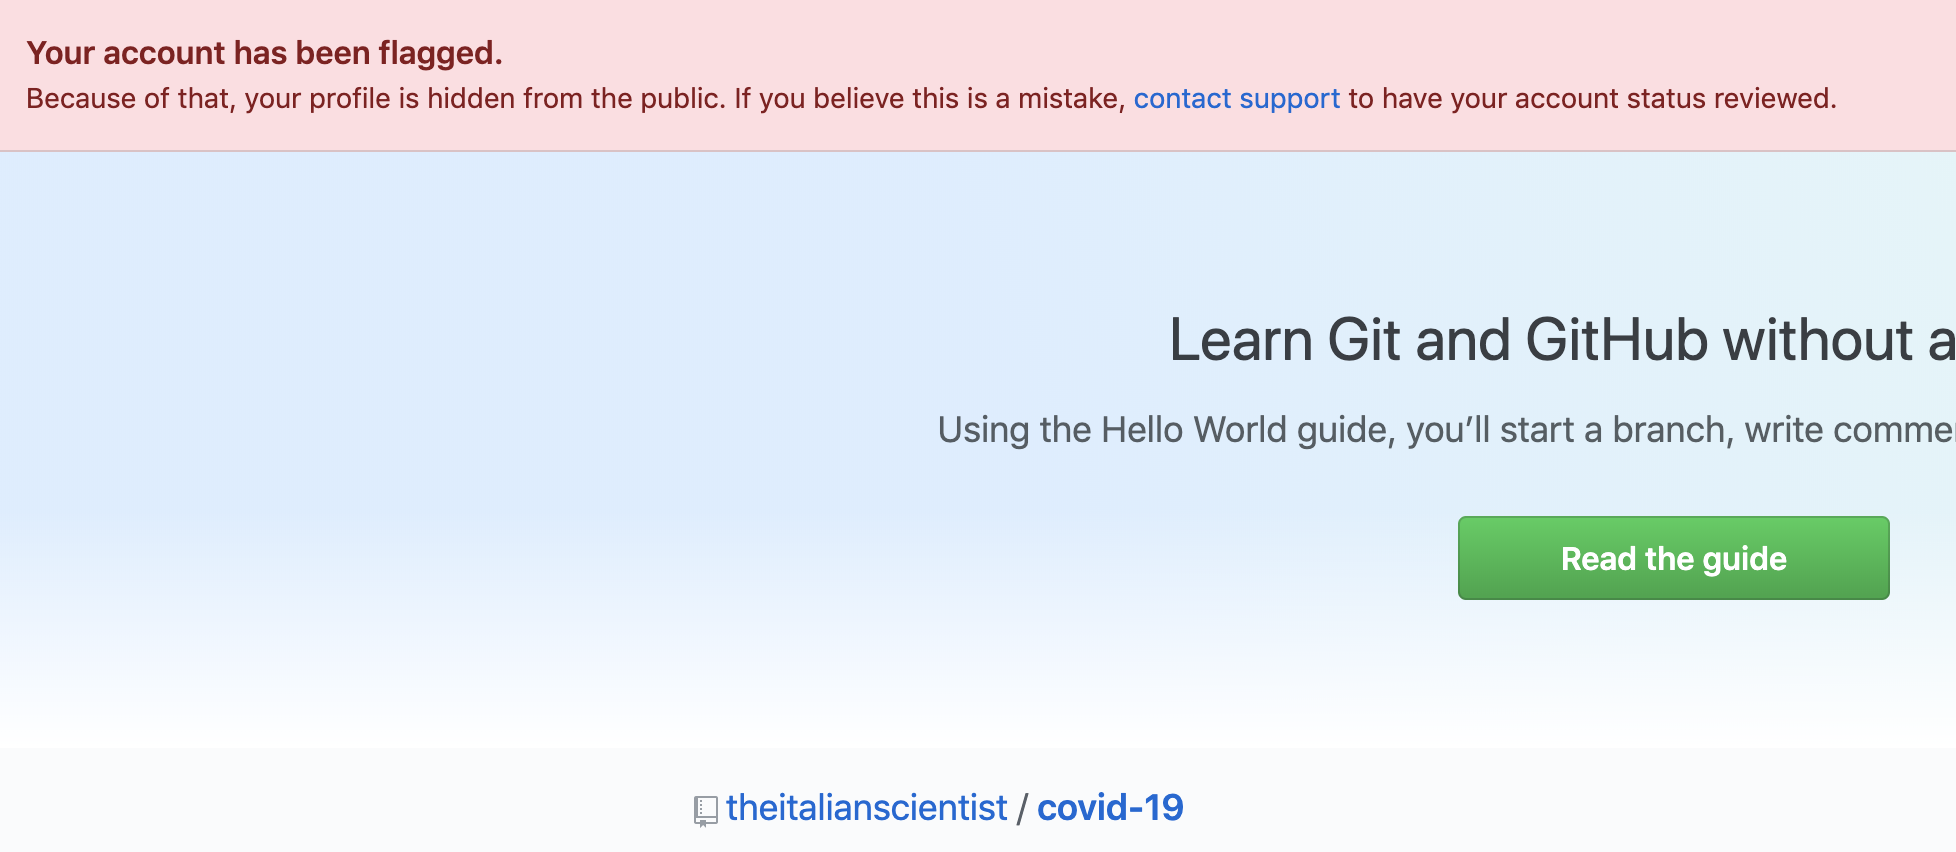 Your account has been flagged.
Because of that, your profile is hidden from the public. If you believe this is a mistake, contact support to have your account status reviewed.
Learn Git and GitHub without a
Using the Hello World guide, you’ll start a branch, write comme
Read the guide
theitalianscientist / covid-19